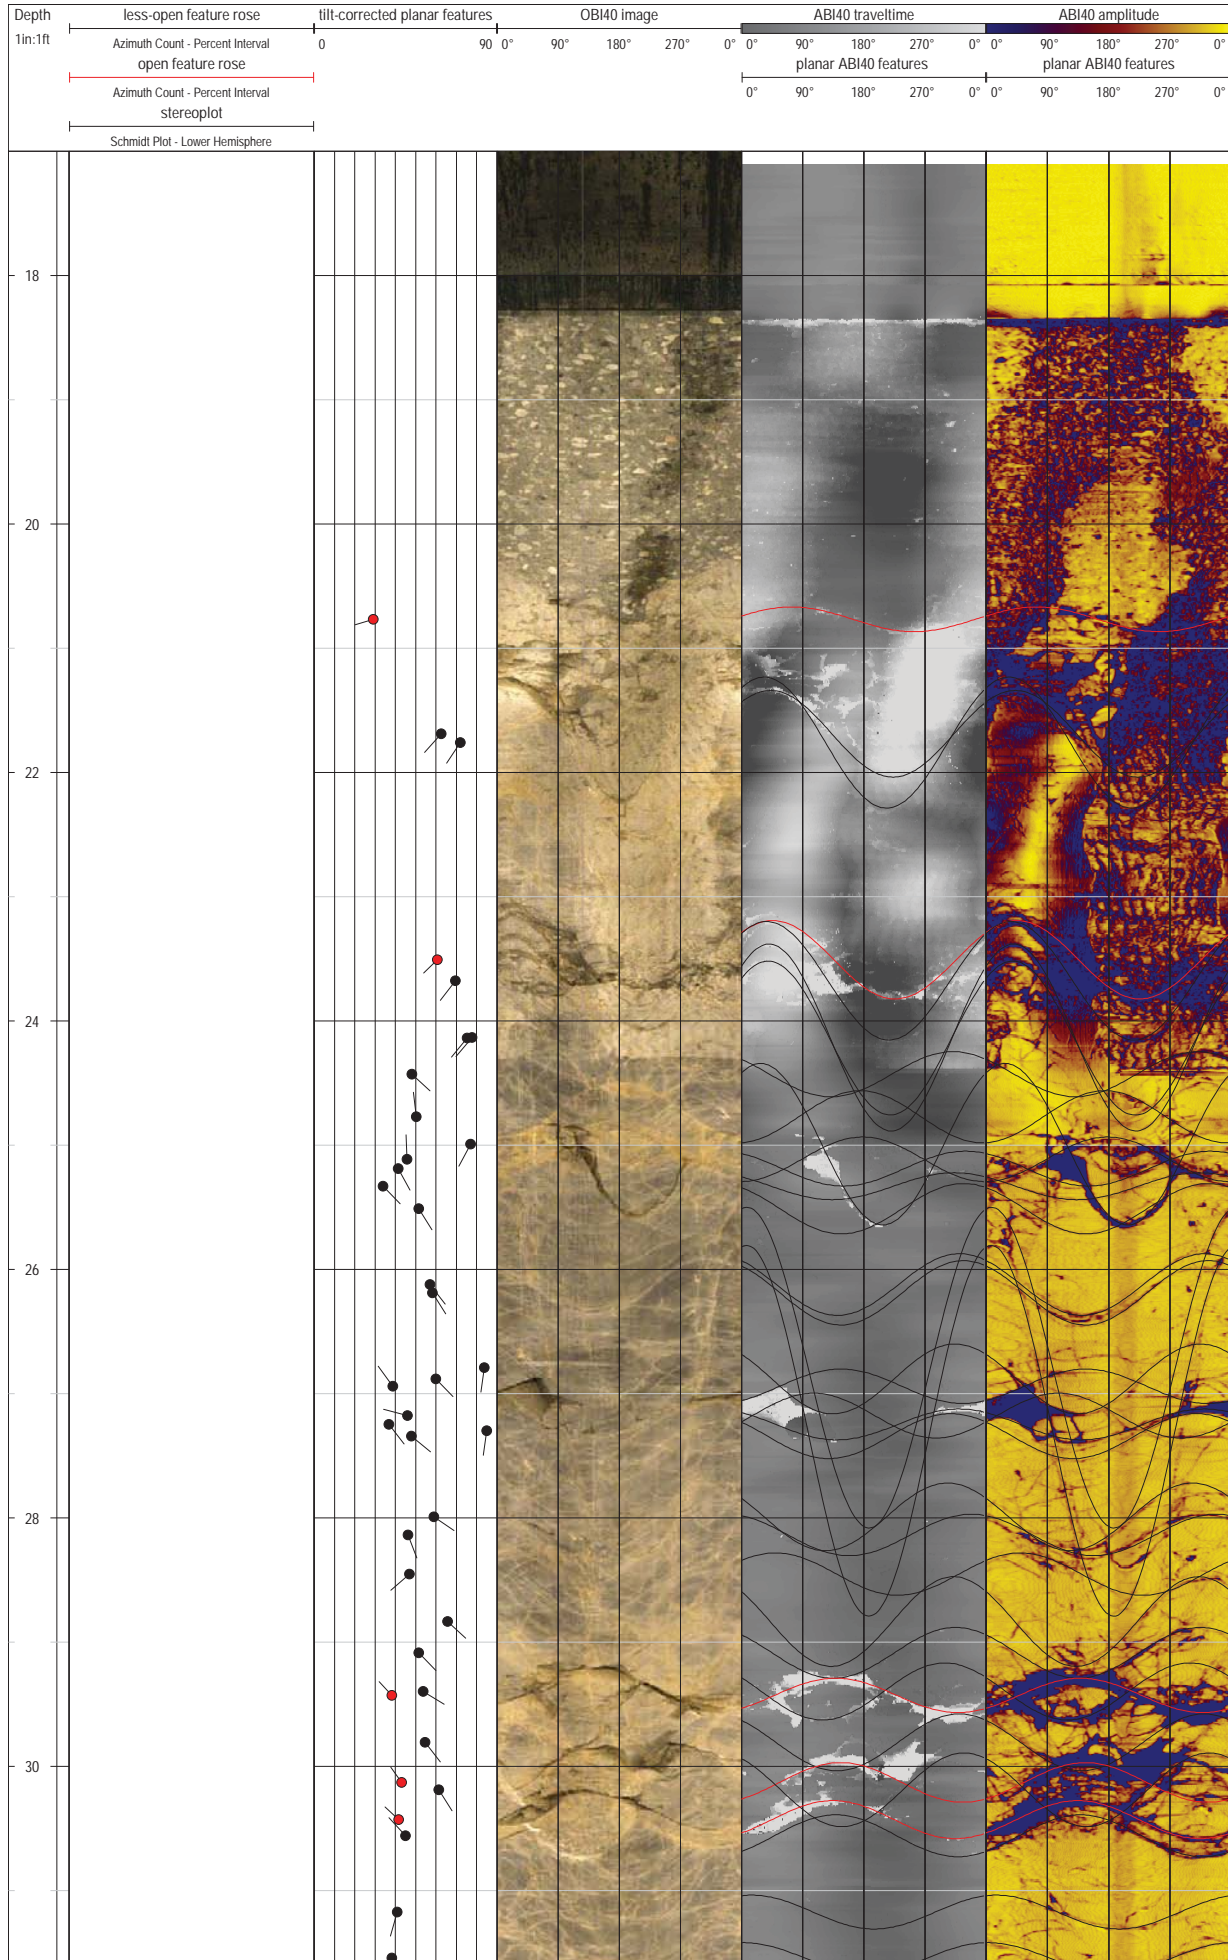 Depth
1in:1ft
less-open feature rose
Azimuth Count - Percent Interval
open feature rose
Azimuth Count - Percent Interval
stereoplot
Schmidt Plot - Lower Hemisphere
tilt-corrected planar features
0 90
OBI40 image
0° 90° 180° 270° 0°
ABI40 traveltime
0° 90° 180° 270° 0°
planar ABI40 features
0° 90° 180° 270° 0°
ABI40 amplitude
0° 90° 180° 270° 0°
planar ABI40 features
0° 90° 180° 270° 0°
18
20
22
24
26
28
30